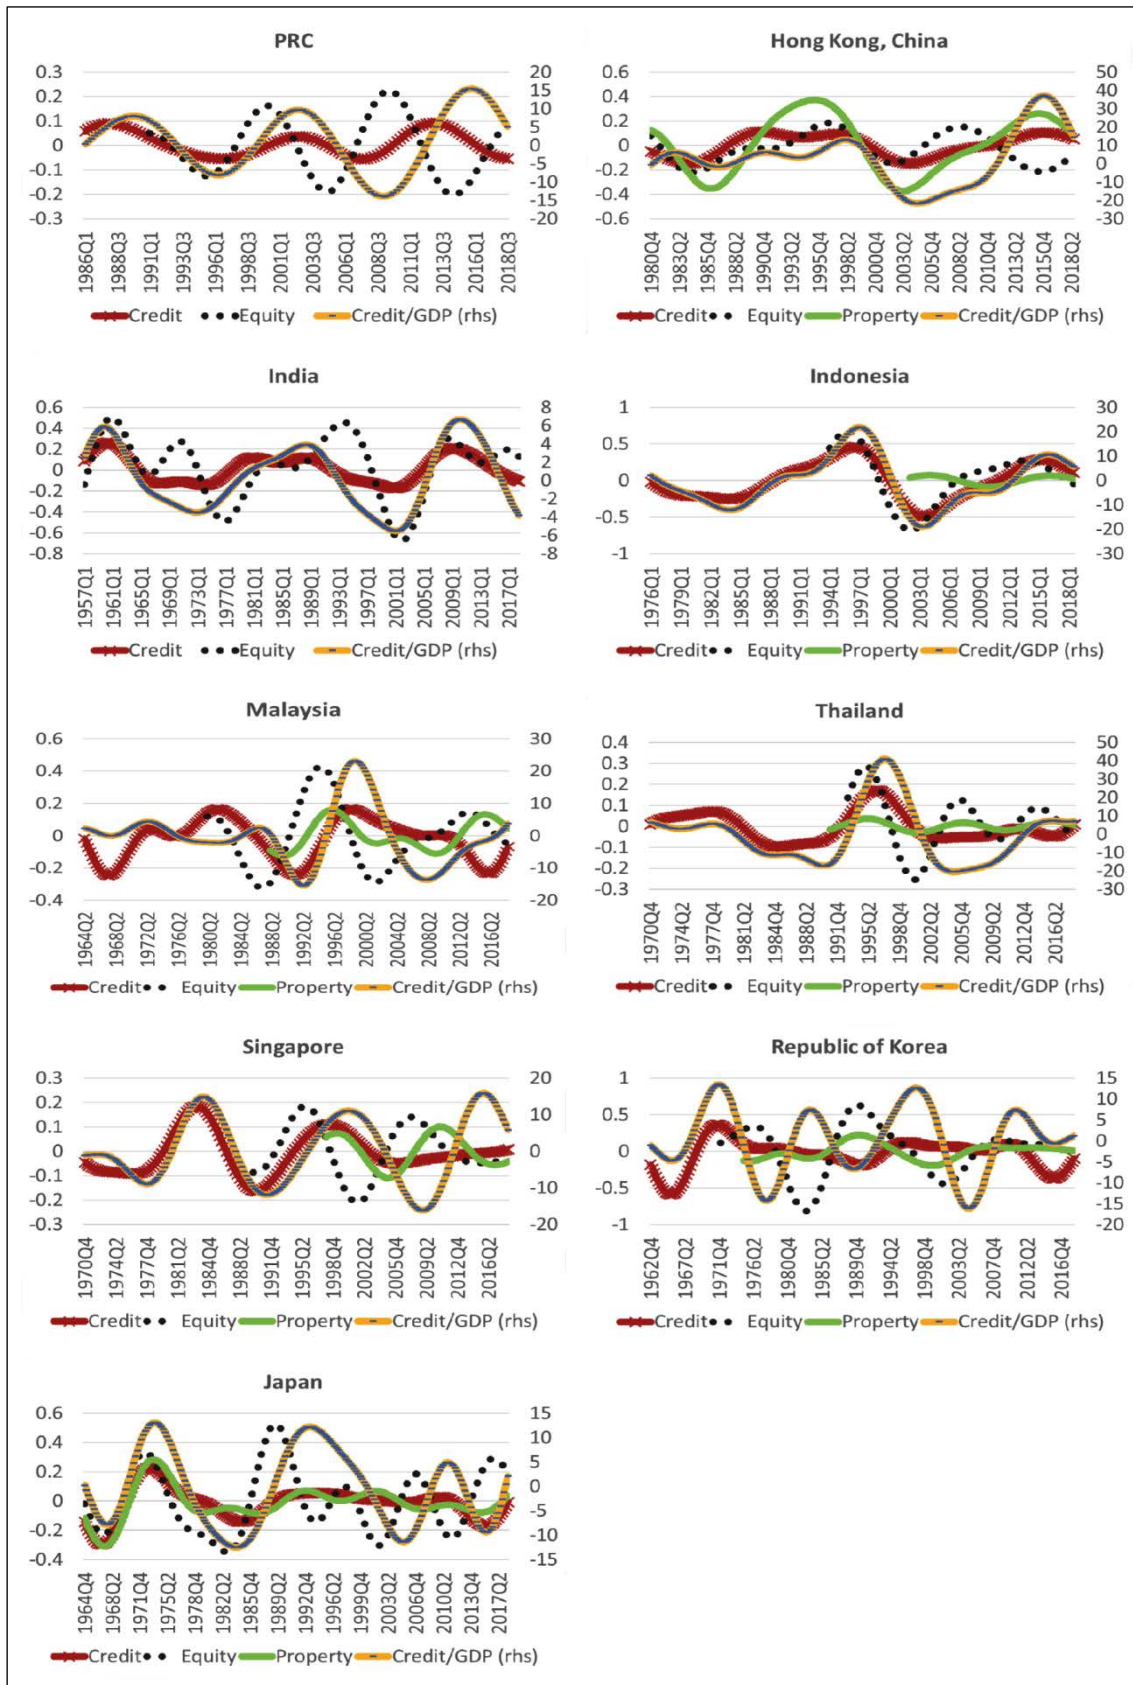 PRC
0.3
0.2
0.1
0
-0.1
-0.2
-0.3
20
15
10
5
0
-5
-10
-15
-20
1986Q1
1988Q3
1991Q1
1993Q3
1996Q1
1998Q3
2001Q1
2003Q3
2006Q1
2008Q3
2011Q1
2013Q3
2016Q1
2018Q3
Credit Equity Credit/GDP (rhs)
Hong Kong, China
0.6
0.4
0.2
0
-0.2
-0.4
-0.6
50
40
30
20
10
0
-10
-20
-30
1980Q4
1983Q2
1985Q4
1988Q2
1990Q4
1993Q2
1995Q4
1998Q2
2000Q4
2003Q2
2005Q4
2008Q2
2010Q4
2013Q2
2015Q4
2018Q2
Credit Equity Property Credit/GDP (rhs)
India
0.6
0.4
0.2
0
-0.2
-0.4
-0.6
-0.8
8
6
4
2
0
-2
-4
-6
-8
1957Q1
1961Q1
1965Q1
1969Q1
1973Q1
1977Q1
1981Q1
1985Q1
1989Q1
1993Q1
1997Q1
2001Q1
2005Q1
2009Q1
2013Q1
2017Q1
Credit Equity Credit/GDP (rhs)
Indonesia
1
0.5
0
-0.5
-1
30
20
10
0
-10
-20
-30
1976Q1
1979Q1
1982Q1
1985Q1
1988Q1
1991Q1
1994Q1
1997Q1
2000Q1
2003Q1
2006Q1
2009Q1
2012Q1
2015Q1
2018Q1
Credit Equity Property Credit/GDP (rhs)
Malaysia
0.6
0.4
0.2
0
-0.2
-0.4
30
20
10
0
-10
-20
1964Q2
1968Q2
1972Q2
1976Q2
1980Q2
1984Q2
1988Q2
1992Q2
1996Q2
2000Q2
2004Q2
2008Q2
2012Q2
2016Q2
Credit Equity Property Credit/GDP (rhs)
Thailand
0.4
0.3
0.2
0.1
0
-0.1
-0.2
-0.3
50
40
30
20
10
0
-10
-20
-30
1970Q4
1974Q2
1977Q4
1981Q2
1984Q4
1988Q2
1991Q4
1995Q2
1998Q4
2002Q2
2005Q4
2009Q2
2012Q4
2016Q2
Credit Equity Property Credit/GDP (rhs)
Singapore
0.3
0.2
0.1
0
-0.1
-0.2
-0.3
20
10
0
-10
-20
1970Q4
1974Q2
1977Q4
1981Q2
1984Q4
1988Q2
1991Q4
1995Q2
1998Q4
2002Q2
2005Q4
2009Q2
2012Q4
2016Q2
Credit Equity Property Credit/GDP (rhs)
Republic of Korea
1
0.5
0
-0.5
-1
15
10
5
0
-5
-10
-15
-20
1962Q4
1967Q2
1971Q4
1976Q2
1980Q4
1985Q2
1989Q4
1994Q2
1998Q4
2003Q2
2007Q4
2012Q2
2016Q4
Credit Equity Property Credit/GDP (rhs)
Japan
0.6
0.4
0.2
0
-0.2
-0.4
15
10
5
0
-5
-10
-15
1964Q4
1968Q2
1971Q4
1975Q2
1978Q4
1982Q2
1985Q4
1989Q2
1992Q4
1996Q2
1999Q4
2003Q2
2006Q4
2010Q2
2013Q4
2017Q2
Credit Equity Property Credit/GDP (rhs)